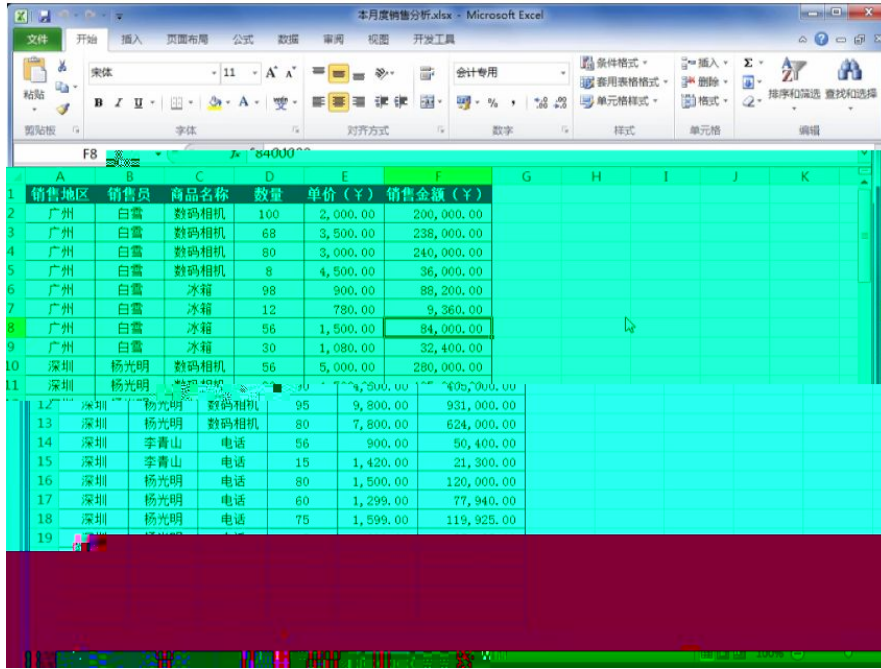 本月度销售分析.xlsx - Microsoft Excel
文件 开始 插入 页面布局 公式 数据 审阅 视图 开发工具
宋体 11 会计专用 条件格式 插入 Σ
粘贴 B I U A % , 套用表格格式 删除 排序和筛选 查找和选择
单元格样式 格式
剪贴板 字体 对齐方式 数字 样式 单元格 编辑
F8 fx 84000
A B C D E F G H I J K
1 销售地区 销售员 商品名称 数量 单价(¥) 销售金额(¥)
2 广州 白雪 数码相机 100 2,000.00 200,000.00
3 广州 白雪 数码相机 68 3,500.00 238,000.00
4 广州 白雪 数码相机 80 3,000.00 240,000.00
5 广州 白雪 数码相机 8 4,500.00 36,000.00
6 广州 白雪 冰箱 98 900.00 88,200.00
7 广州 白雪 冰箱 12 780.00 9,360.00
8 广州 白雪 冰箱 56 1,500.00 84,000.00
9 广州 白雪 冰箱 30 1,080.00 32,400.00
10 深圳 杨光明 数码相机 56 5,000.00 280,000.00
11 深圳 杨光明 数码相机
12 深圳 杨光明 数码相机 95 9,800.00 931,000.00
13 深圳 杨光明 数码相机 80 7,800.00 624,000.00
14 深圳 李青山 电话 56 900.00 50,400.00
15 深圳 李青山 电话 15 1,420.00 21,300.00
16 深圳 杨光明 电话 80 1,500.00 120,000.00
17 深圳 杨光明 电话 60 1,299.00 77,940.00
18 深圳 杨光明 电话 75 1,599.00 119,925.00
19
100%